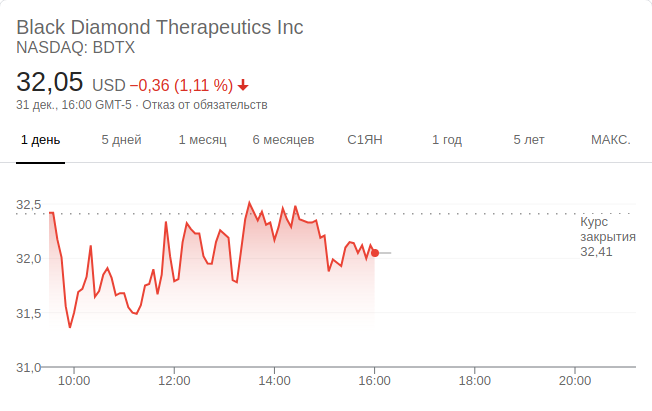 Black Diamond Therapeutics Inc
NASDAQ: BDTX
32,05 USD −0,36 (1,11 %)
31 дек., 16:00 GMT-5 · Отказ от обязательств
1 день 5 дней 1 месяц 6 месяцев С1ЯН 1 год 5 лет МАКС.
32,5
Курс
закрытия
32,41
32,0
31,5
31,0
10:00 12:00 14:00 16:00 18:00 20:00